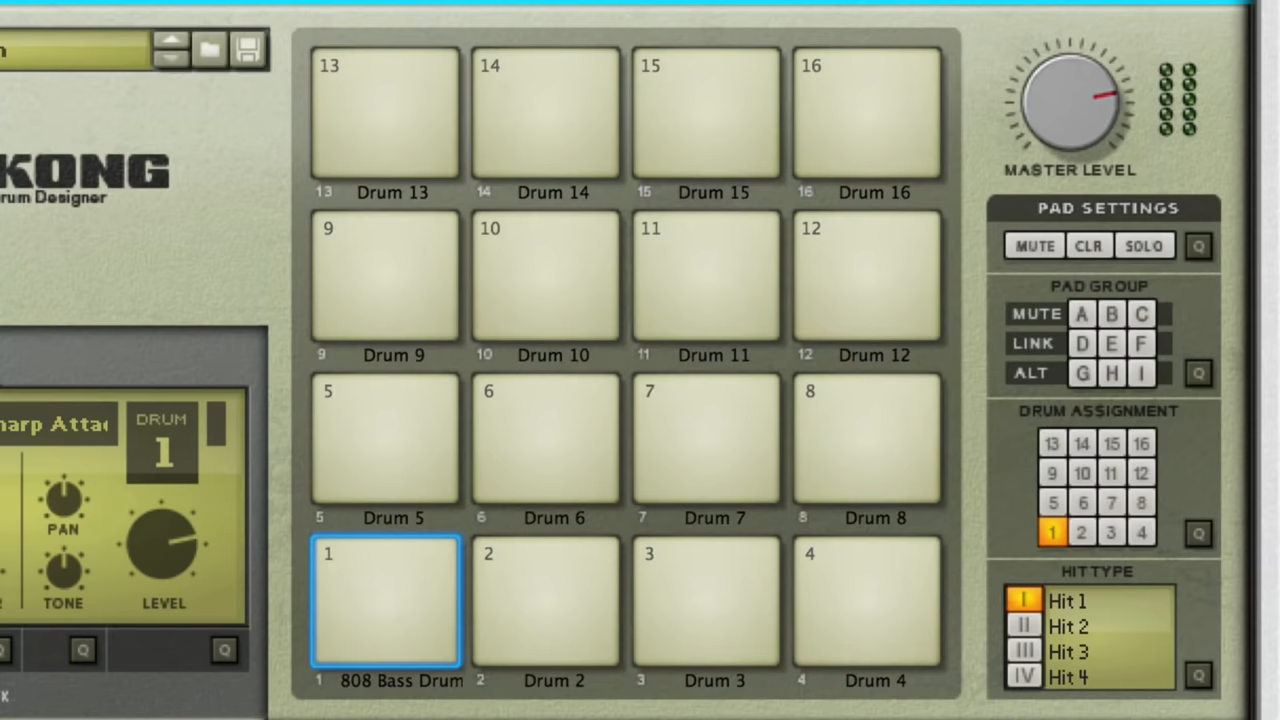 n
KONG
rum Designer
harp Attac
DRUM
1
PAN
TONE
LEVEL
Q
Q
Q
K
13 14 15 16
13 Drum 13 14 Drum 14 15 Drum 15 16 Drum 16
9 10 11 12
9 Drum 9 10 Drum 10 11 Drum 11 12 Drum 12
5 6 7 8
5 Drum 5 6 Drum 6 7 Drum 7 8 Drum 8
1 2 3 4
1 808 Bass Drum 2 Drum 2 3 Drum 3 4 Drum 4
MASTER LEVEL
PAD SETTINGS
MUTE CLR SOLO Q
PAD GROUP
MUTE A B C
LINK D E F
ALT G H I Q
DRUM ASSIGNMENT
13 14 15 16
9 10 11 12
5 6 7 8
1 2 3 4 Q
HIT TYPE
I Hit 1
II Hit 2
III Hit 3
IV Hit 4 Q